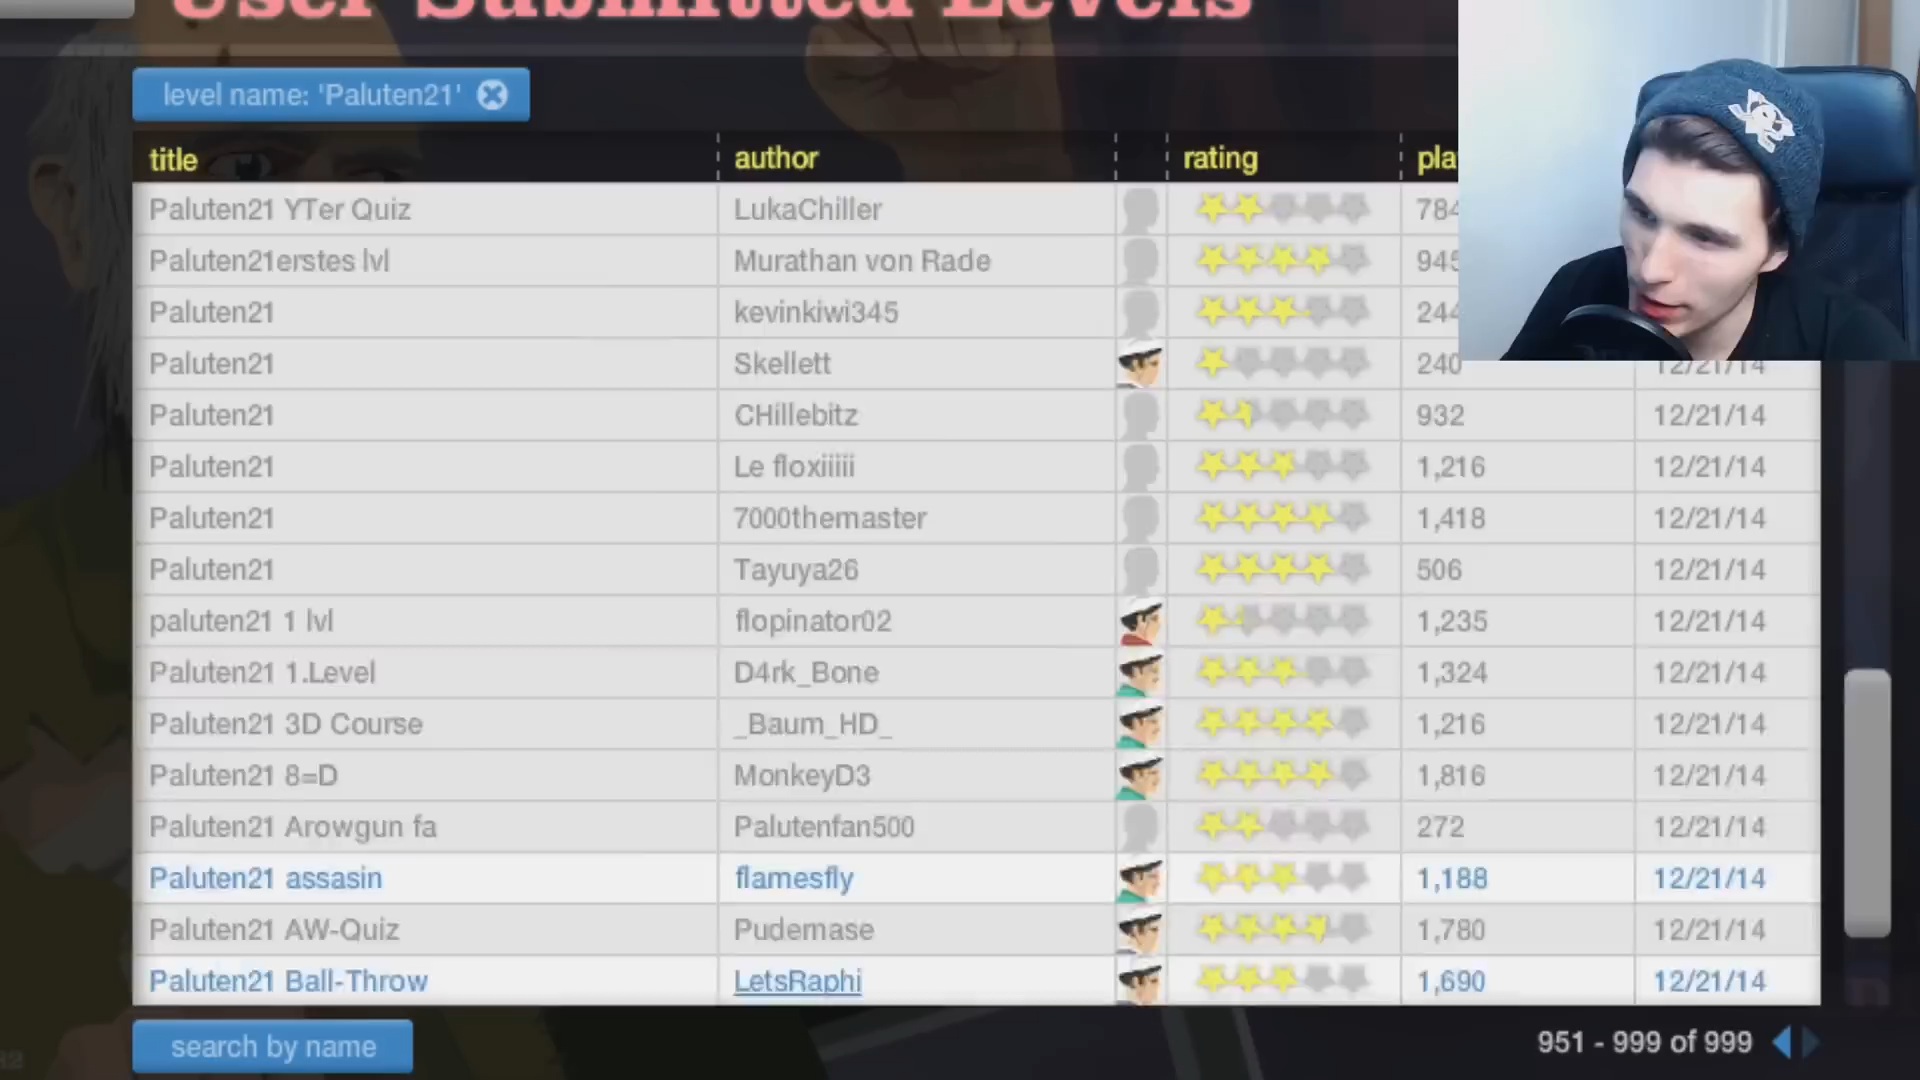 User Submitted Levels
level name: 'Paluten21'
title author rating pla
Paluten21 YTer Quiz LukaChiller 784
Paluten21erstes lvl Murathan von Rade 945
Paluten21 kevinkiwi345 244
Paluten21 Skellett 240 12/21/14
Paluten21 CHillebitz 932 12/21/14
Paluten21 Le floxiiiii 1,216 12/21/14
Paluten21 7000themaster 1,418 12/21/14
Paluten21 Tayuya26 506 12/21/14
paluten21 1 lvl flopinator02 1,235 12/21/14
Paluten21 1.Level D4rk_Bone 1,324 12/21/14
Paluten21 3D Course _Baum_HD_ 1,216 12/21/14
Paluten21 8=D MonkeyD3 1,816 12/21/14
Paluten21 Arowgun fa Palutenfan500 272 12/21/14
Paluten21 assasin flamesfly 1,188 12/21/14
Paluten21 AW-Quiz Pudemase 1,780 12/21/14
Paluten21 Ball-Throw LetsRaphi 1,690 12/21/14
search by name 951 - 999 of 999